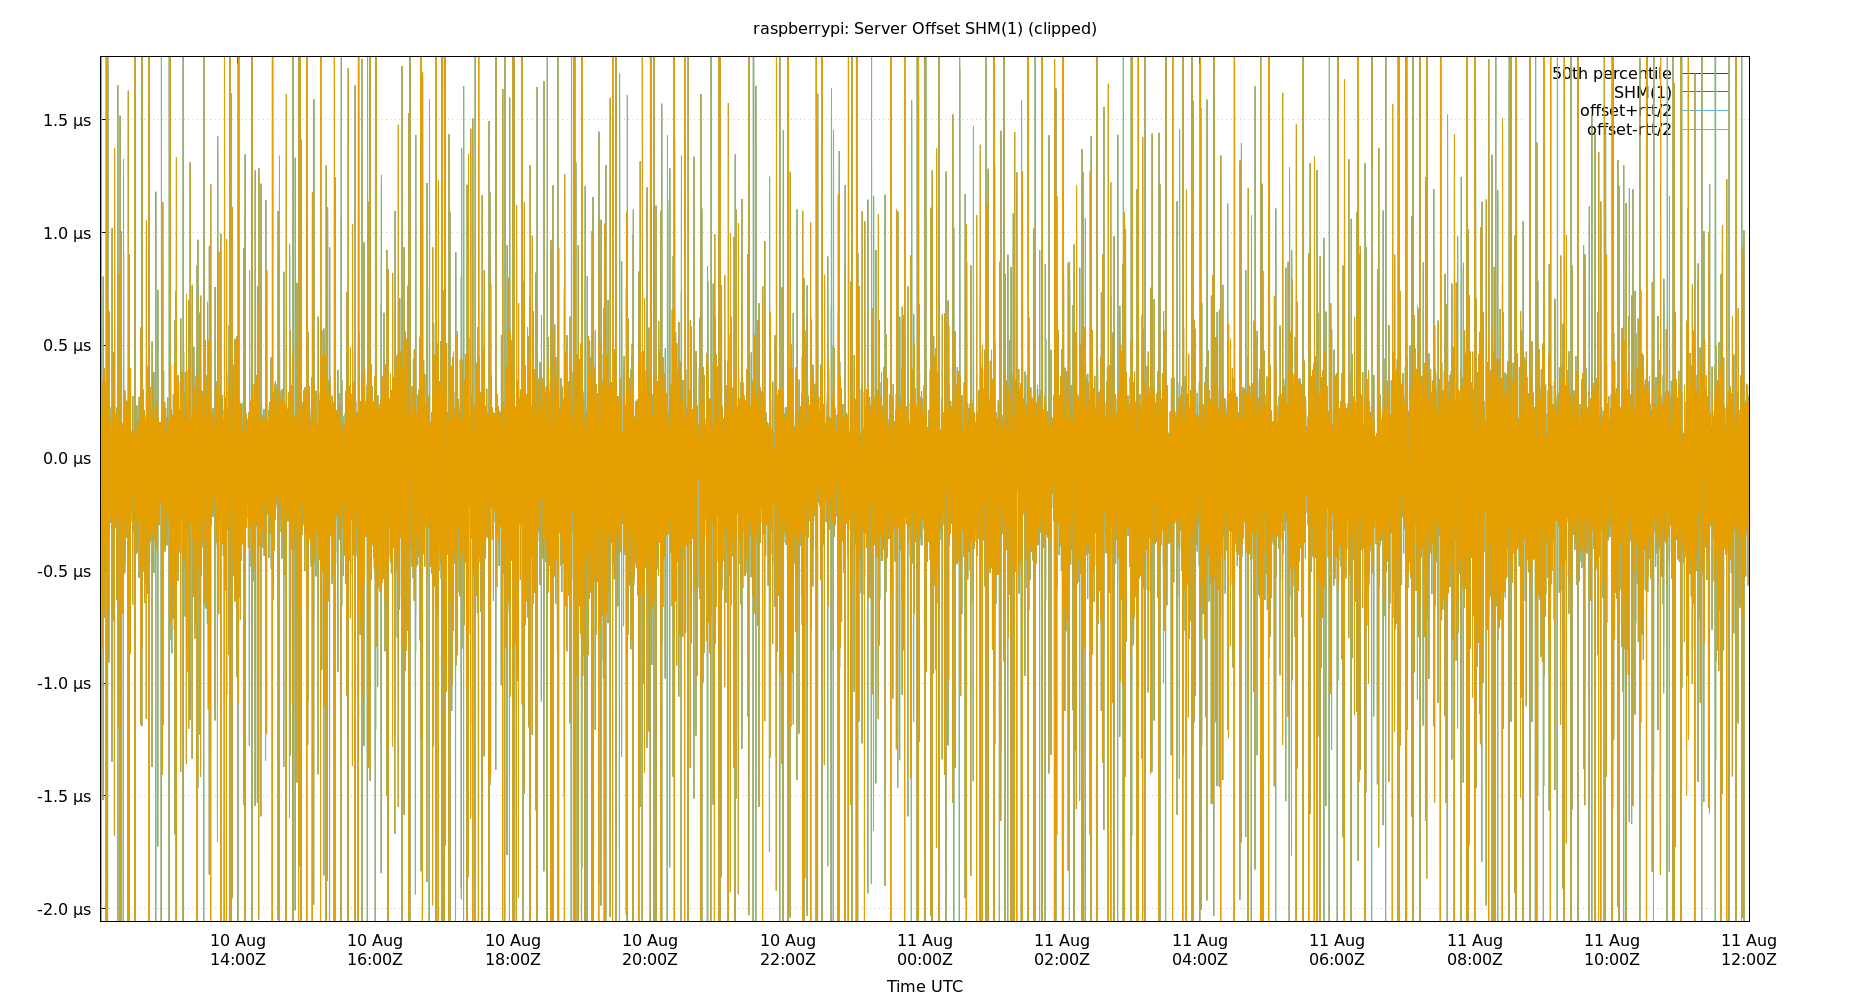 raspberrypi: Server Offset SHM(1) (clipped)
50th percentile
SHM(1)
offset+rtt/2
offset-rtt/2
1.5 µs
1.0 µs
0.5 µs
0.0 µs
-0.5 µs
-1.0 µs
-1.5 µs
-2.0 µs
10 Aug 10 Aug 10 Aug 10 Aug 10 Aug 11 Aug 11 Aug 11 Aug 11 Aug 11 Aug 11 Aug 11 Aug
14:00Z 16:00Z 18:00Z 20:00Z 22:00Z 00:00Z 02:00Z 04:00Z 06:00Z 08:00Z 10:00Z 12:00Z
Time UTC